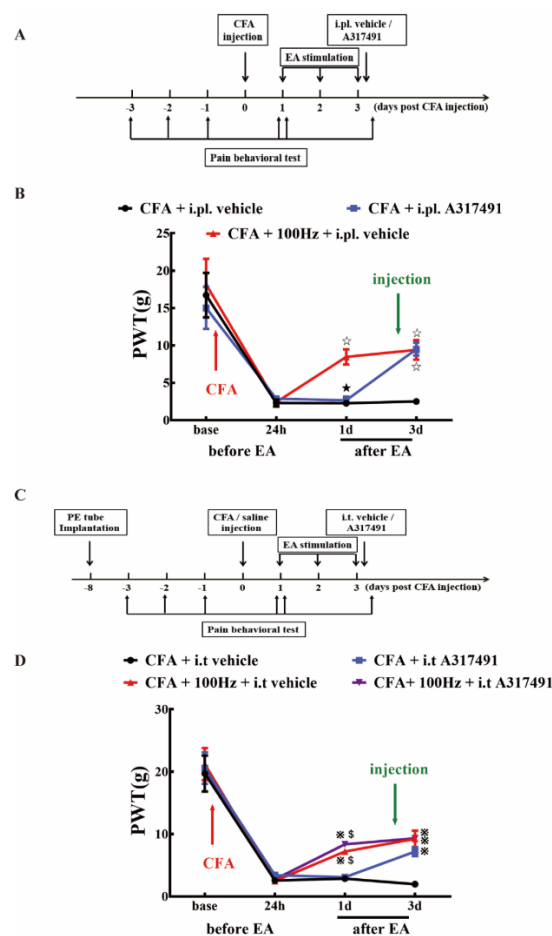 A
CFA
injection
i.pl. vehicle /
A317491
EA stimulation
-3 -2 -1 0 1 2 3 (days post CFA injection)
Pain behavioral test
B
CFA + i.pl. vehicle
CFA + i.pl. A317491
CFA + 100Hz + i.pl. vehicle
PWT(g)
25
20
15
10
5
0
CFA
injection
☆
★
☆
☆
base 24h 1d 3d
before EA after EA
C
PE tube
Implantation
CFA / saline
injection
i.t. vehicle /
A317491
EA stimulation
-8 -3 -2 -1 0 1 2 3 (days post CFA injection)
Pain behavioral test
D
CFA + i.t vehicle
CFA + i.t A317491
CFA + 100Hz + i.t vehicle
CFA+ 100Hz + i.t A317491
PWT(g)
30
20
10
0
CFA
injection
※ $
※ $
※
※
※
base 24h 1d 3d
before EA after EA